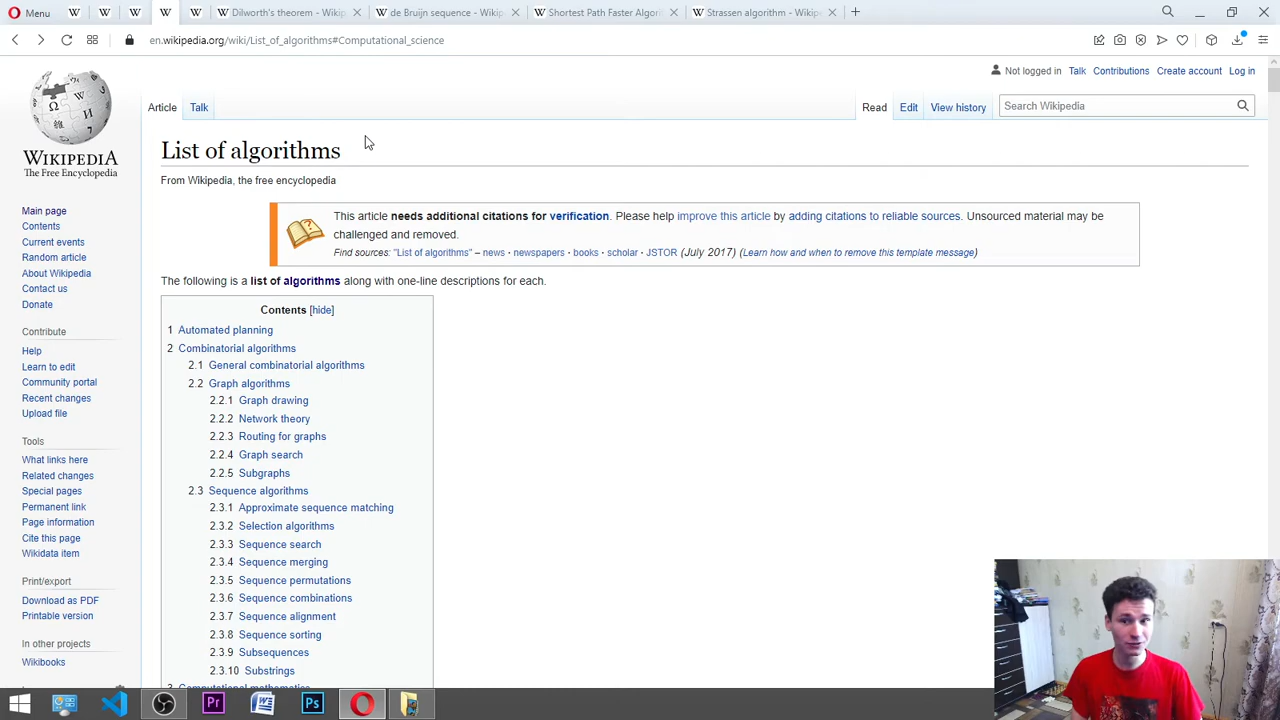 Menu
Dilworth's theorem - Wikip
de Bruijn sequence - Wikip
Shortest Path Faster Algori
Strassen algorithm - Wikipe
en.wikipedia.org/wiki/List_of_algorithms#Computational_science
Not logged in Talk Contributions Create account Log in
Article Talk Read Edit View history Search Wikipedia
WIKIPEDIA
The Free Encyclopedia
Main page
Contents
Current events
Random article
About Wikipedia
Contact us
Donate
Contribute
Help
Learn to edit
Community portal
Recent changes
Upload file
Tools
What links here
Related changes
Special pages
Permanent link
Page information
Cite this page
Wikidata item
Print/export
Download as PDF
Printable version
In other projects
Wikibooks
List of algorithms
From Wikipedia, the free encyclopedia
This article needs additional citations for verification. Please help improve this article by adding citations to reliable sources. Unsourced material may be
challenged and removed.
Find sources: "List of algorithms" – news · newspapers · books · scholar · JSTOR (July 2017) (Learn how and when to remove this template message)
The following is a list of algorithms along with one-line descriptions for each.
Contents [hide]
1 Automated planning
2 Combinatorial algorithms
2.1 General combinatorial algorithms
2.2 Graph algorithms
2.2.1 Graph drawing
2.2.2 Network theory
2.2.3 Routing for graphs
2.2.4 Graph search
2.2.5 Subgraphs
2.3 Sequence algorithms
2.3.1 Approximate sequence matching
2.3.2 Selection algorithms
2.3.3 Sequence search
2.3.4 Sequence merging
2.3.5 Sequence permutations
2.3.6 Sequence combinations
2.3.7 Sequence alignment
2.3.8 Sequence sorting
2.3.9 Subsequences
2.3.10 Substrings
3 Computational mathematics
Pr
W
Ps